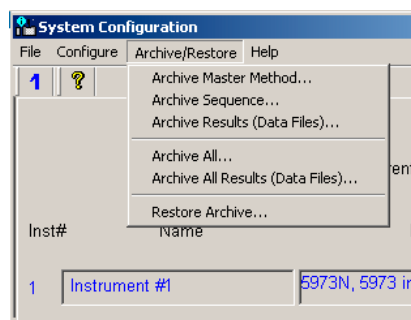 System Configuration
File Configure Archive/Restore Help
1 ?
Archive Master Method...
Archive Sequence...
Archive Results (Data Files)...
Archive All...
Archive All Results (Data Files)...
Restore Archive...
Inst# Name
1 Instrument #1 5973N, 5973 in